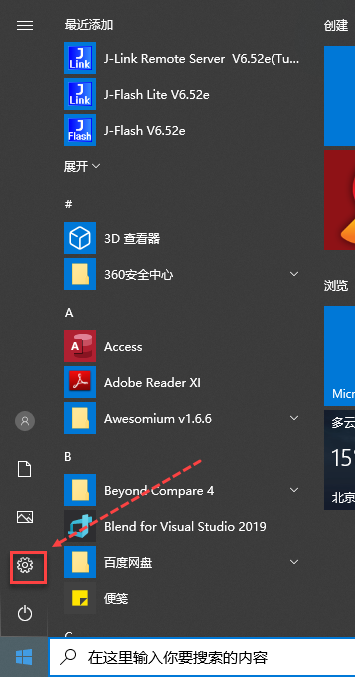 最近添加
创建
J-Link Remote Server V6.52e(Tu...
J-Flash Lite V6.52e
J-Flash V6.52e
展开
#
3D 查看器
360安全中心
浏览
A
Access
Adobe Reader XI
Micr
Awesomium v1.6.6
多云
B
15°
Beyond Compare 4
北京
Blend for Visual Studio 2019
百度网盘
便笺
在这里输入你要搜索的内容